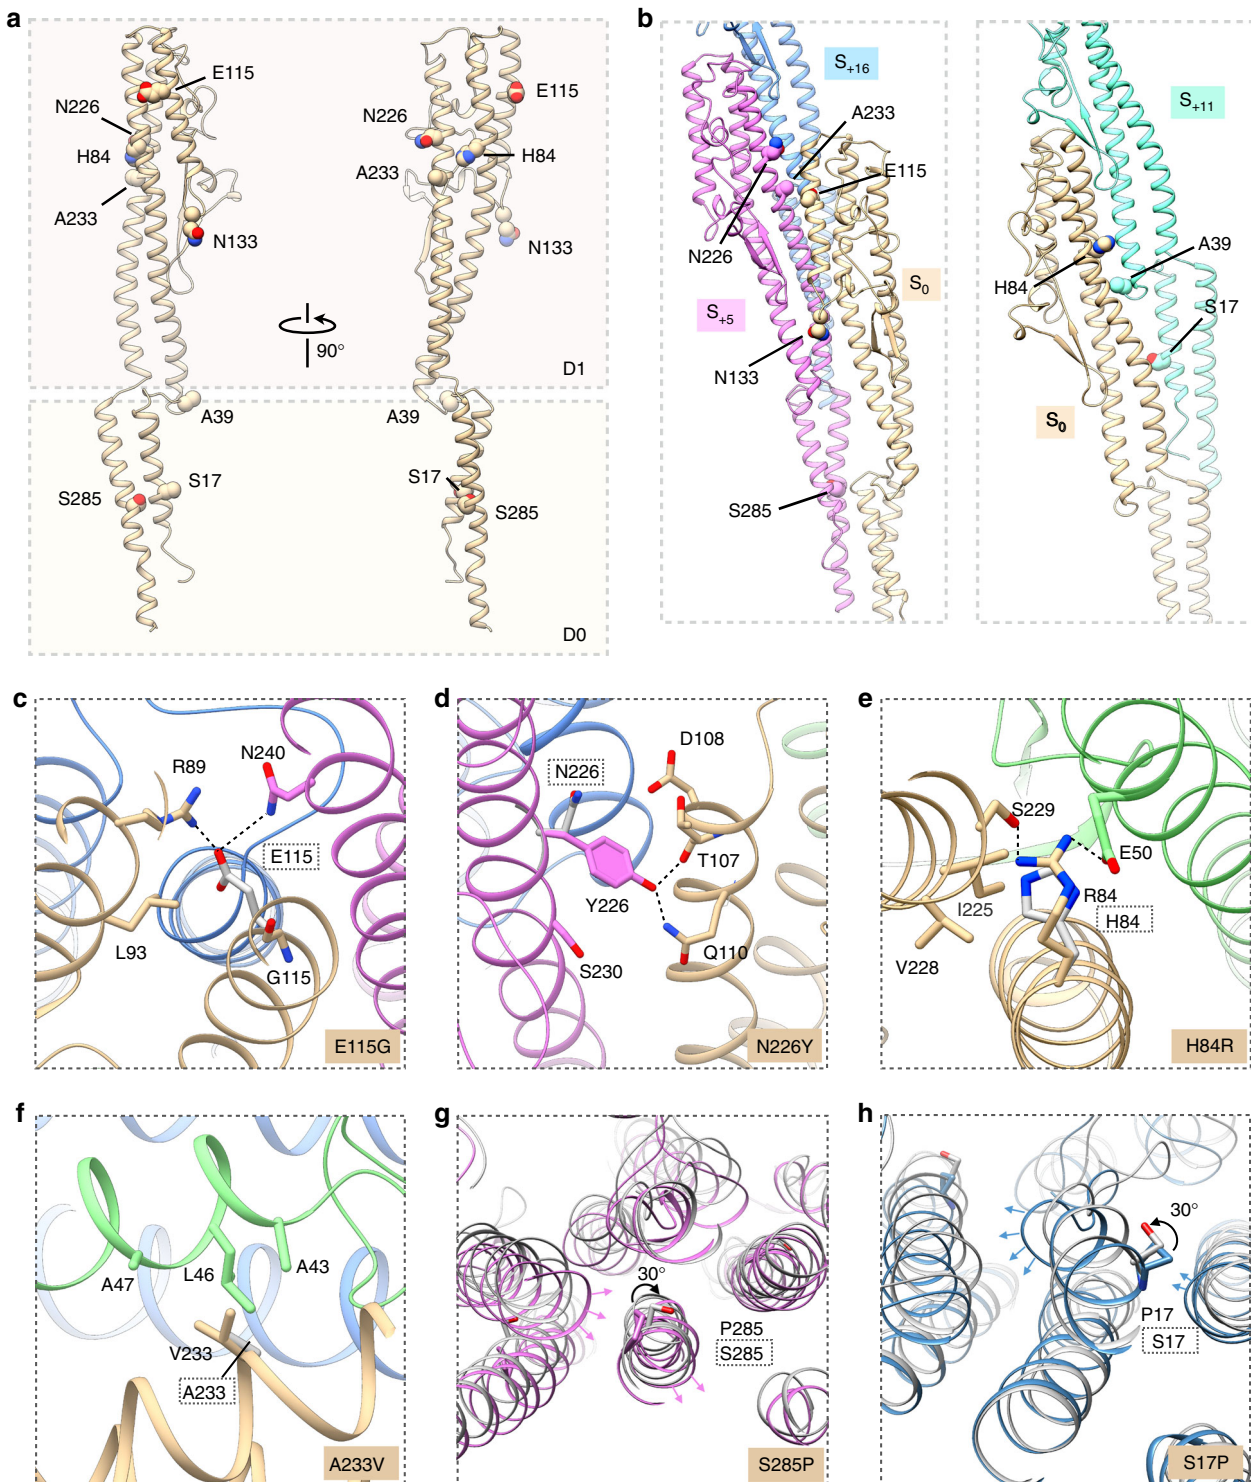 a
E115
N226
H84
A233
N133
90°
A39
S17
S285
E115
N226
H84
A233
N133
D1
A39
S17
S285
D0
b
S+16
A233
E115
N226
S0
S+5
N133
S285
S+11
A39
H84
S17
S0
c
R89
N240
E115
L93
G115
E115G
d
D108
N226
T107
Y226
S230
Q110
N226Y
e
S229
E50
I225
R84
H84
V228
H84R
f
A47
L46
A43
V233
A233
A233V
g
30°
P285
S285
S285P
h
30°
P17
S17
S17P